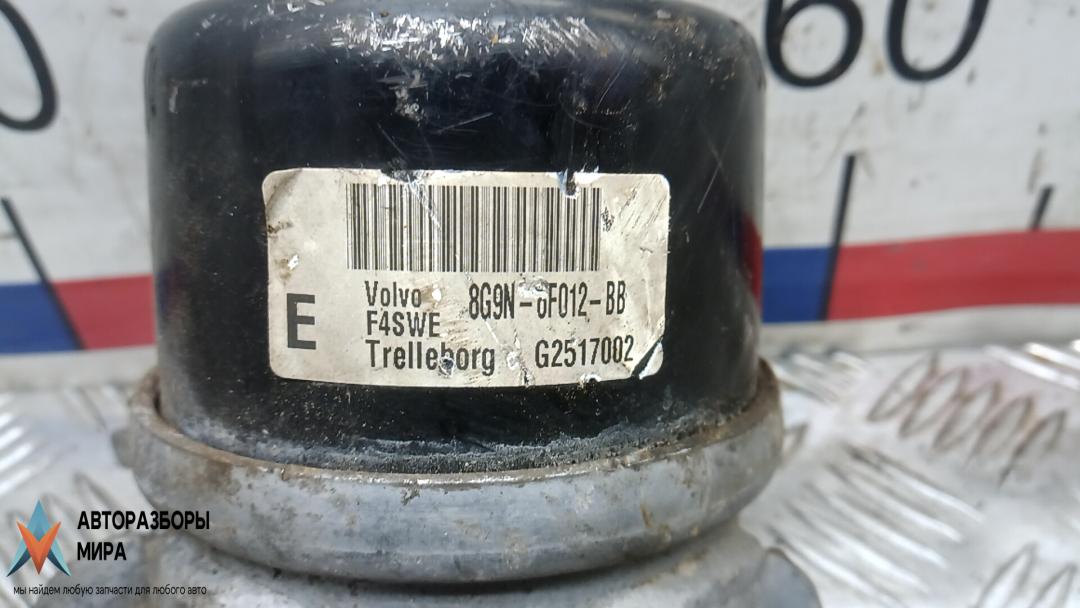 60
E
Volvo 8G9N-6F012-BB
F4SWE
Trelleborg G2517002
АВТОРАЗБОРЫ
МИРА
мы найдем любую запчасти для любого авто